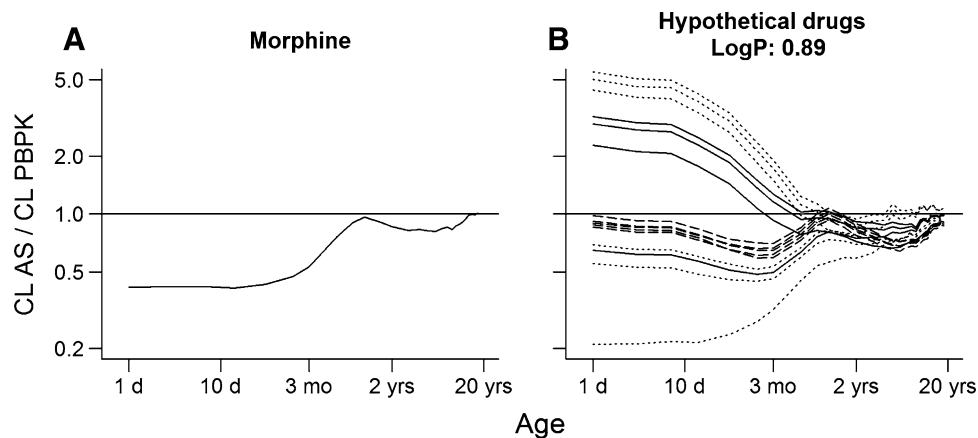 A
Morphine
B
Hypothetical drugs
LogP: 0.89
CL AS / CL PBPK
5.0
2.0
1.0
0.5
0.2
1 d
10 d
3 mo
2 yrs
20 yrs
1 d
10 d
3 mo
2 yrs
20 yrs
Age